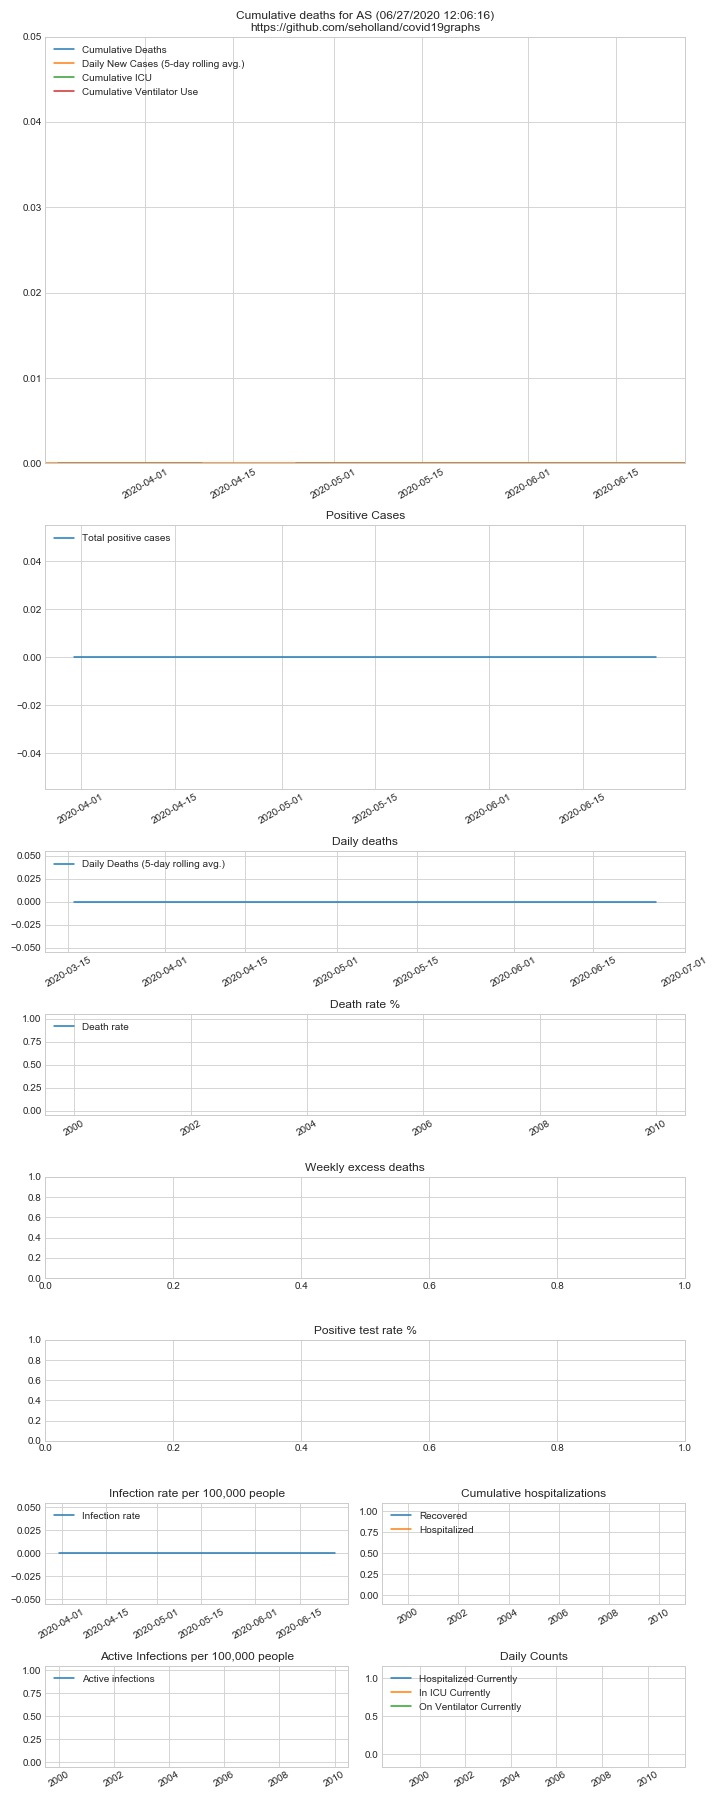 Cumulative deaths for AS (06/27/2020 12:06:16)
https://github.com/seholland/covid19graphs
0.05
0.04
0.03
0.02
0.01
0.00
Cumulative Deaths
Daily New Cases (5-day rolling avg.)
Cumulative ICU
Cumulative Ventilator Use
2020-04-01 2020-04-15 2020-05-01 2020-05-15 2020-06-01 2020-06-15
Positive Cases
Total positive cases
0.04
0.02
0.00
−0.02
−0.04
2020-04-01 2020-04-15 2020-05-01 2020-05-15 2020-06-01 2020-06-15
Daily deaths
Daily Deaths (5-day rolling avg.)
0.050
0.025
0.000
−0.025
−0.050
2020-03-15 2020-04-01 2020-04-15 2020-05-01 2020-05-15 2020-06-01 2020-06-15 2020-07-01
Death rate %
Death rate
1.00
0.75
0.50
0.25
0.00
2000 2002 2004 2006 2008 2010
Weekly excess deaths
1.0
0.8
0.6
0.4
0.2
0.0
0.0 0.2 0.4 0.6 0.8 1.0
Positive test rate %
1.0
0.8
0.6
0.4
0.2
0.0
0.0 0.2 0.4 0.6 0.8 1.0
Infection rate per 100,000 people
Infection rate
0.050
0.025
0.000
−0.025
−0.050
2020-04-01 2020-04-15 2020-05-01 2020-05-15 2020-06-01 2020-06-15
Cumulative hospitalizations
Recovered
Hospitalized
1.00
0.75
0.50
0.25
0.00
2000 2002 2004 2006 2008 2010
Active Infections per 100,000 people
Active infections
1.00
0.75
0.50
0.25
0.00
2000 2002 2004 2006 2008 2010
Daily Counts
Hospitalized Currently
In ICU Currently
On Ventilator Currently
1.0
0.5
0.0
2000 2002 2004 2006 2008 2010